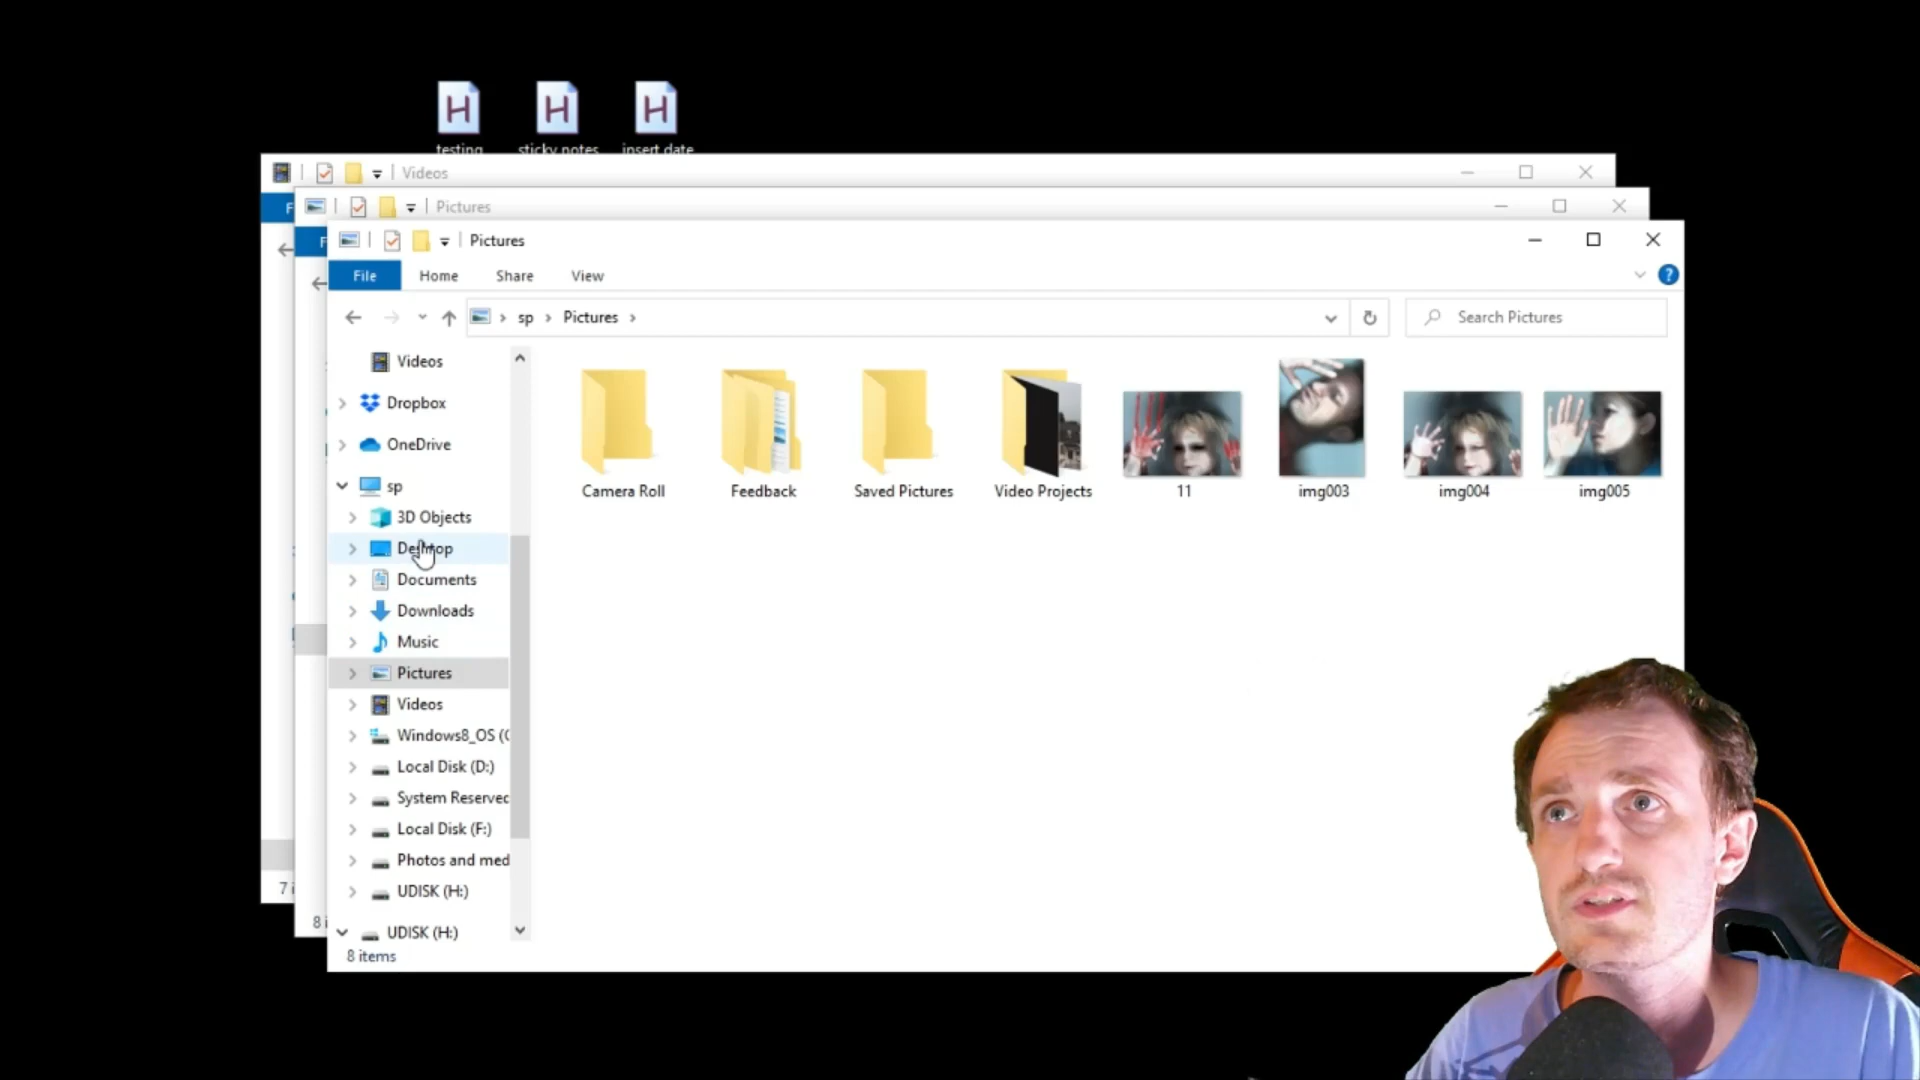 H H H
testing sticky notes insert date
Videos
F Pictures
F Pictures
File Home Share View ?
sp Pictures Search Pictures
Videos
Dropbox
OneDrive
sp
3D Objects
Desktop
Documents
Downloads
Music
Pictures
Videos
Windows8_OS (C
Local Disk (D:)
System Reserved
Local Disk (F:)
Photos and med
UDISK (H:)
UDISK (H:)
Camera Roll Feedback Saved Pictures Video Projects 11 img003 img004 img005
7 i
8 i
8 items